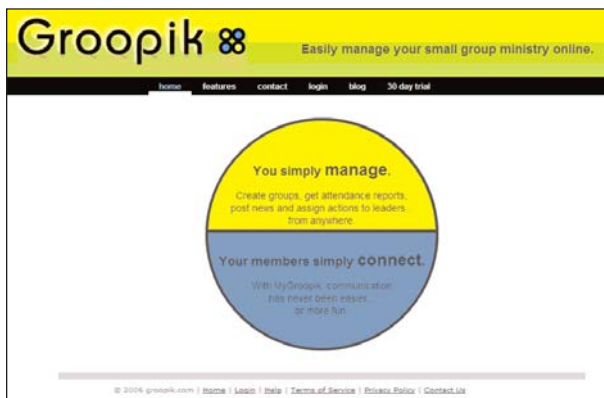 Groopik
Easily manage your small group ministry online.
home features contact login blog 30 day trial
You simply manage.
Create groups, get attendance reports,
post news and assign actions to leaders
from anywhere.
Your members simply connect.
With MyGroopik, communication
has never been easier
or more fun.
© 2006 groopik.com | Home | Login | Help | Terms of Service | Privacy Policy | Contact Us